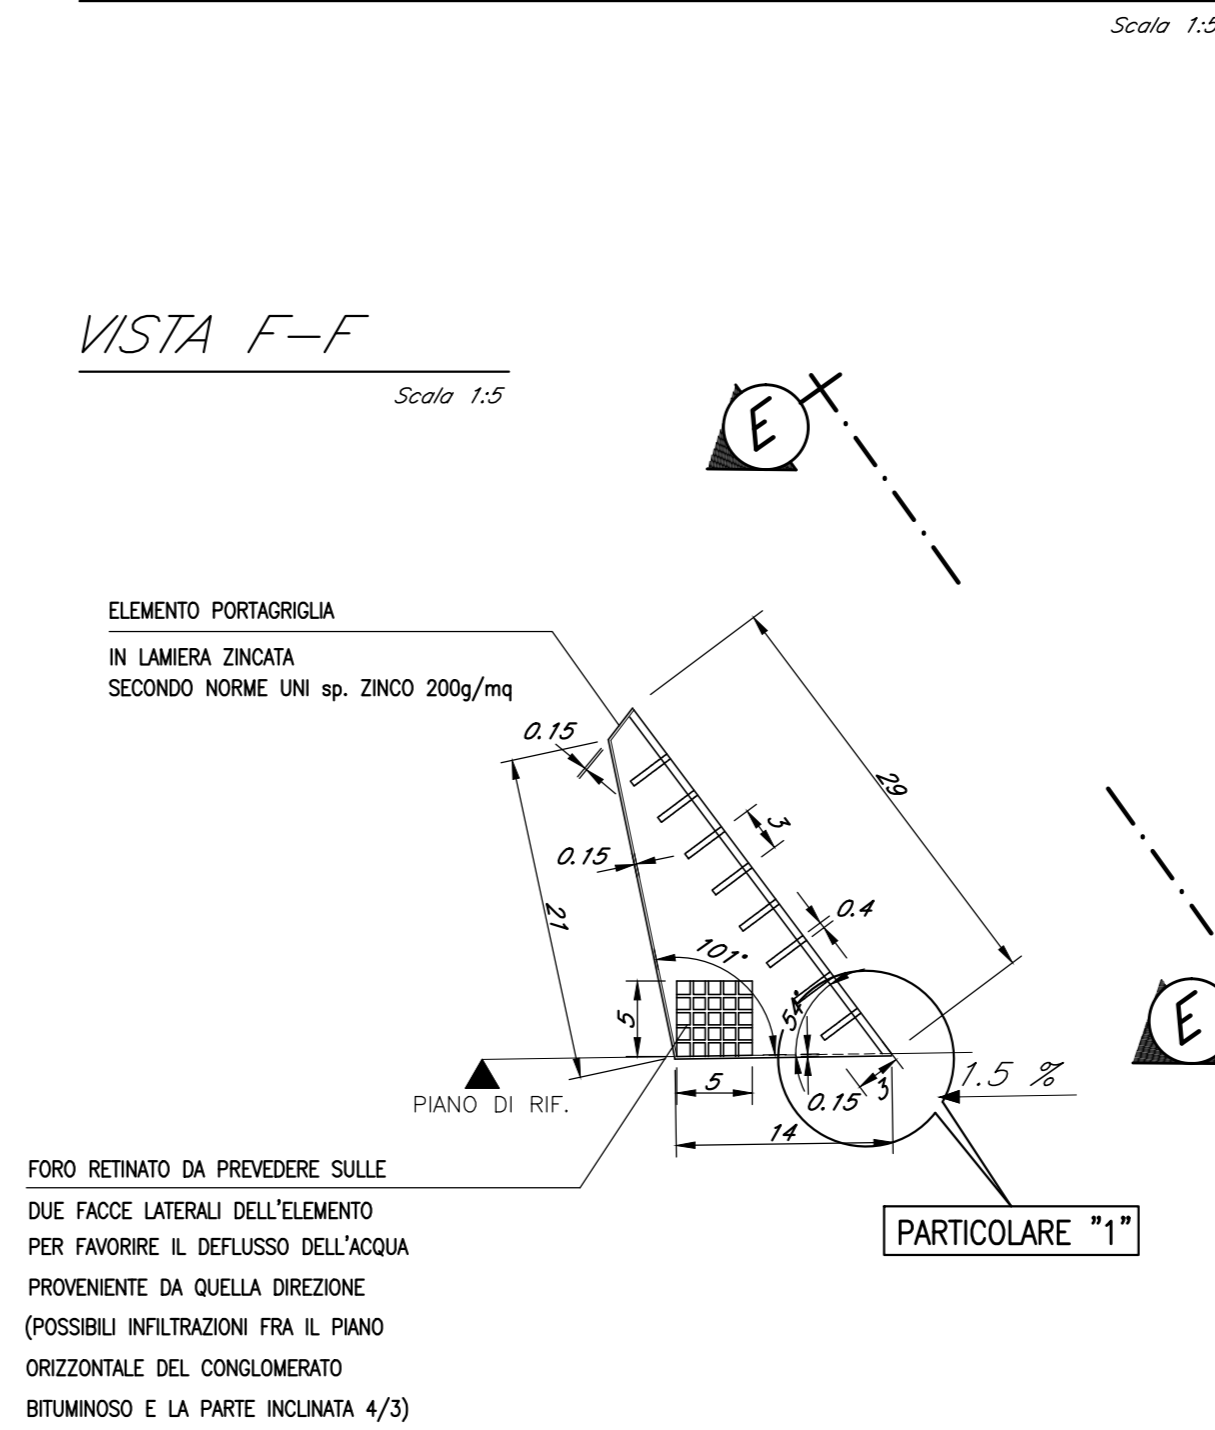 Scala 1:5
VISTA F-F
Scala 1:5
E
ELEMENTO PORTAGRIGLIA
IN LAMIERA ZINCATA
SECONDO NORME UNI sp. ZINCO 200g/mq
0.15
29
3
0.15
0.4
21
101°
54°
5
E
PIANO DI RIF.
5
0.15
3
1.5 %
14
FORO RETINATO DA PREVEDERE SULLE
DUE FACCE LATERALI DELL'ELEMENTO
PER FAVORIRE IL DEFLUSSO DELL'ACQUA
PROVENIENTE DA QUELLA DIREZIONE
(POSSIBILI INFILTRAZIONI FRA IL PIANO
ORIZZONTALE DEL CONGLOMERATO
BITUMINOSO E LA PARTE INCLINATA 4/3)
PARTICOLARE "1"